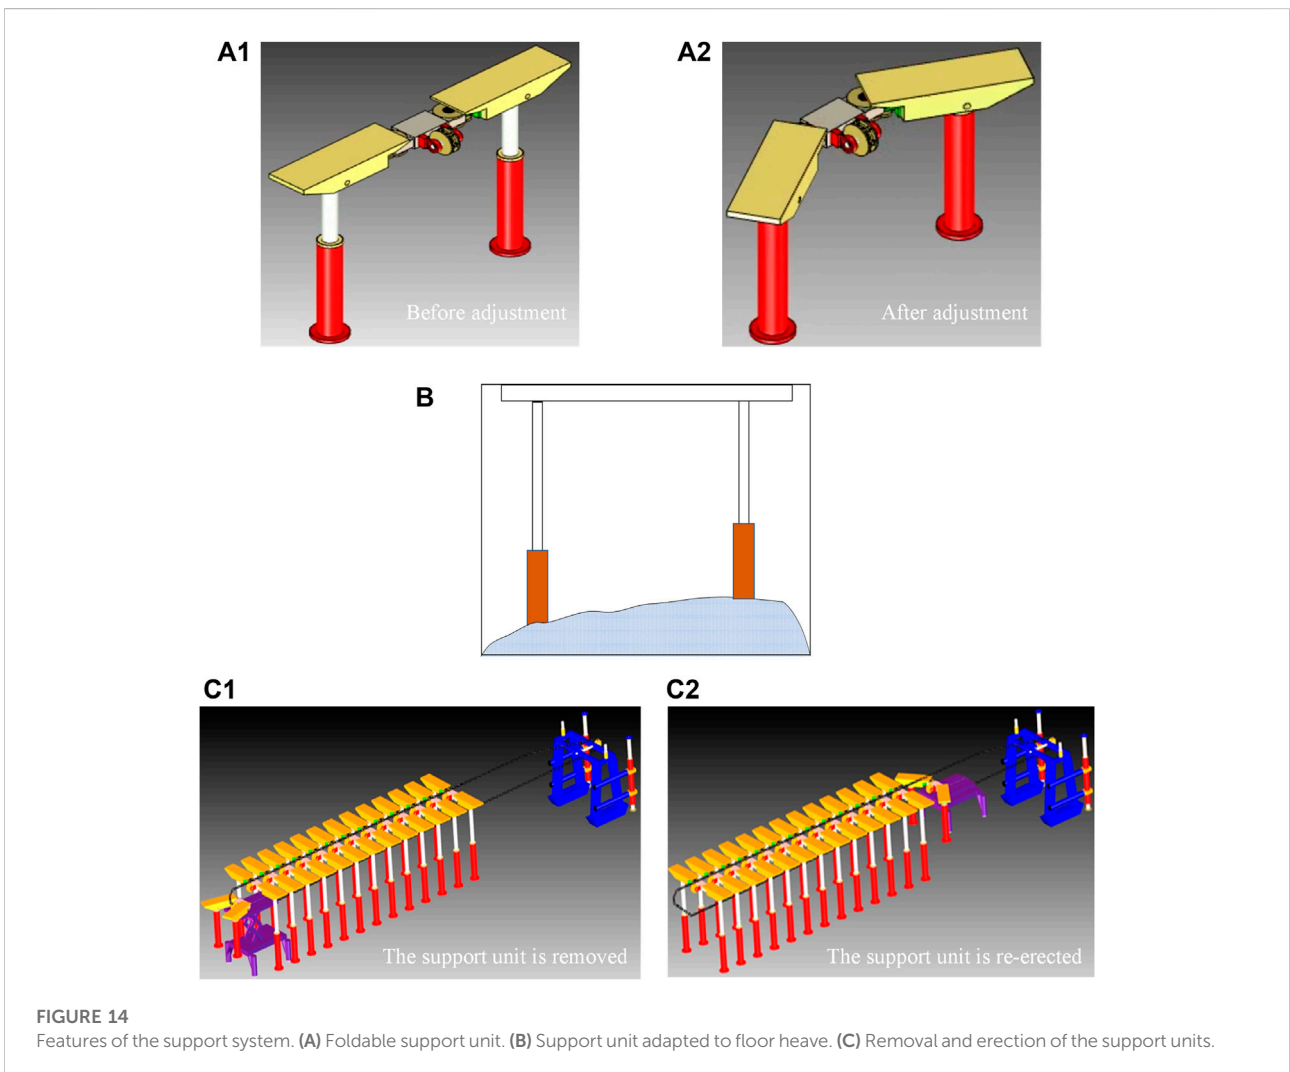 A1
A2
Before adjustment
After adjustment
B
C1
C2
The support unit is removed
The support unit is re-erected
FIGURE 14
Features of the support system. (A) Foldable support unit. (B) Support unit adapted to floor heave. (C) Removal and erection of the support units.